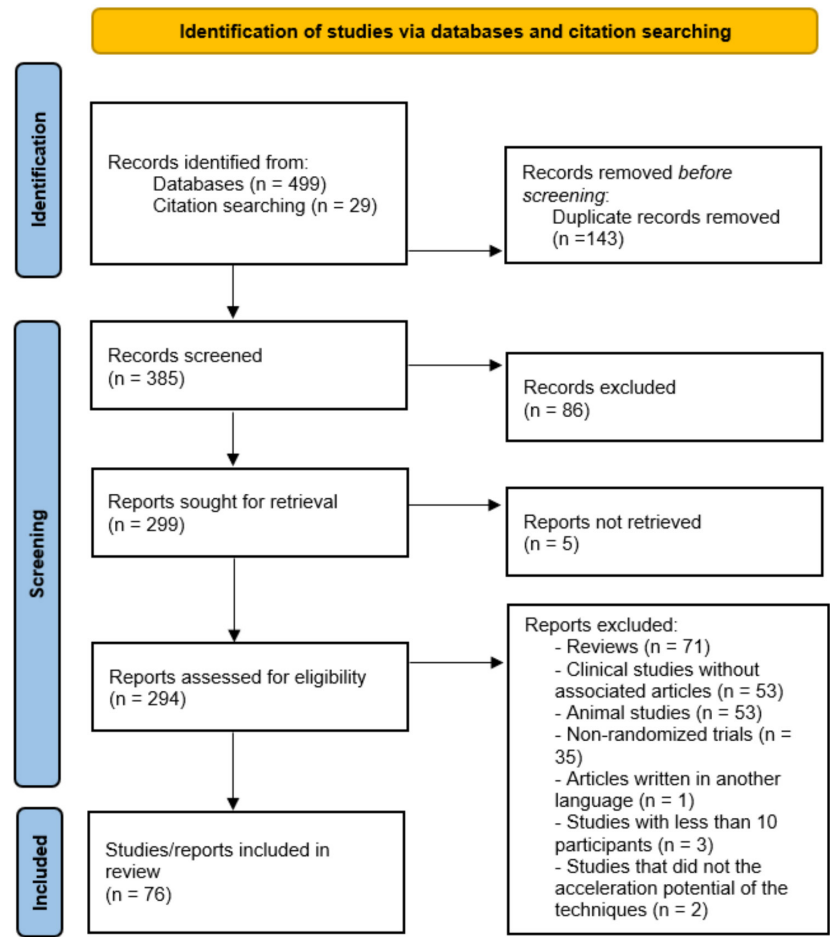 Identification of studies via databases and citation searching
Identification
Records identified from:
Databases (n = 499)
Citation searching (n = 29)
Records removed before
screening:
Duplicate records removed
(n =143)
Screening
Records screened
(n = 385)
Records excluded
(n = 86)
Reports sought for retrieval
(n = 299)
Reports not retrieved
(n = 5)
Reports assessed for eligibility
(n = 294)
Reports excluded:
- Reviews (n = 71)
- Clinical studies without
associated articles (n = 53)
- Animal studies (n = 53)
- Non-randomized trials (n =
35)
- Articles written in another
language (n = 1)
- Studies with less than 10
participants (n = 3)
- Studies that did not the
acceleration potential of the
techniques (n = 2)
Included
Studies/reports included in
review
(n = 76)